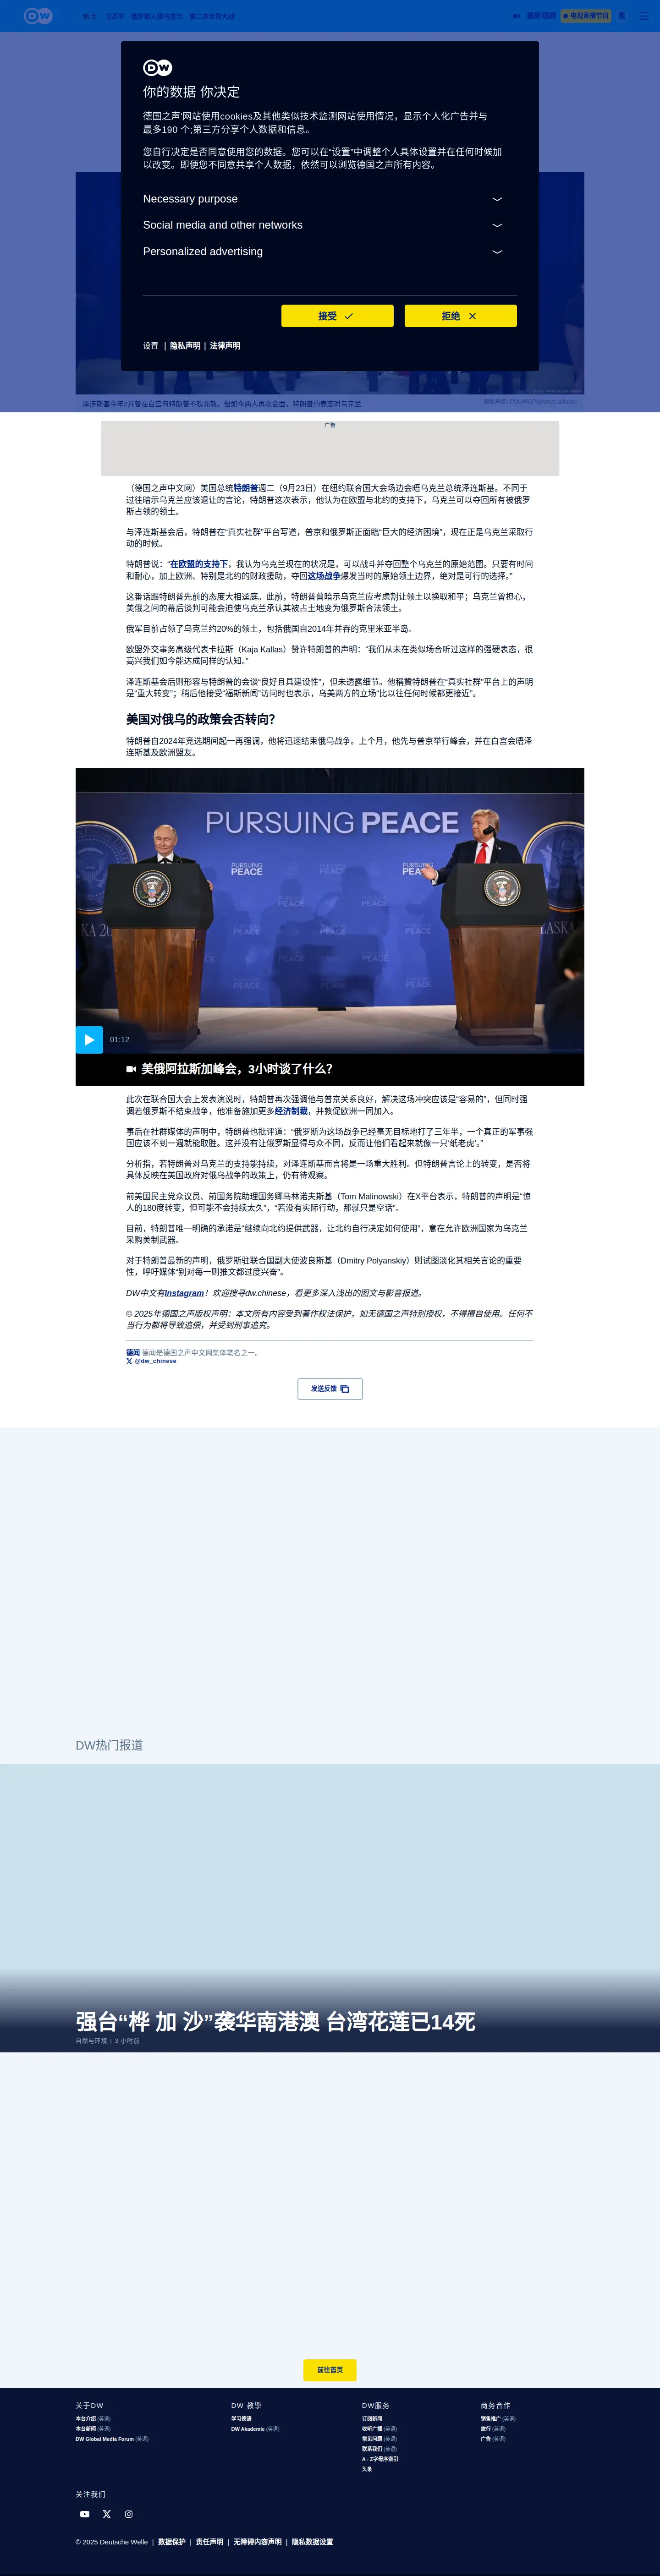 DW
焦 点
习近平
俄罗斯入侵乌克兰
第二次世界大战
最新视频
电视直播节目
DW
你的数据 你决定
德国之声'网站使用cookies及其他类似技术监测网站使用情况，显示个人化广告并与
最多190 个;第三方分享个人数据和信息。
您自行决定是否同意使用您的数据。您可以在“设置”中调整个人具体设置并在任何时候加
以改变。即便您不同意共享个人数据，依然可以浏览德国之声所有内容。
Necessary purpose
Social media and other networks
Personalized advertising
接受
拒绝
设置 | 隐私声明 | 法律声明
泽连斯基今年2月曾在白宫与特朗普不欢而散，但如今两人再次会面，特朗普的表态对乌克兰
广告
（德国之声中文网）美国总统特朗普週二（9月23日）在纽约联合国大会场边会晤乌克兰总统泽连斯基。不同于
过往暗示乌克兰应该退让的言论，特朗普这次表示，他认为在欧盟与北约的支持下，乌克兰可以夺回所有被俄罗
斯占领的领土。
与泽连斯基会后，特朗普在“真实社群”平台写道，普京和俄罗斯正面臨“巨大的经济困境”，现在正是乌克兰采取行
动的时候。
特朗普说：“在欧盟的支持下，我认为乌克兰现在的状况是，可以战斗并夺回整个乌克兰的原始范围。只要有时间
和耐心，加上欧洲、特别是北约的财政援助，夺回这场战争爆发当时的原始领土边界，绝对是可行的选择。”
这番话跟特朗普先前的态度大相迳庭。此前，特朗普曾暗示乌克兰应考虑割让领土以换取和平；乌克兰曾担心，
美俄之间的幕后谈判可能会迫使乌克兰承认其被占土地变为俄罗斯合法领土。
俄军目前占领了乌克兰约20%的领土，包括俄国自2014年并吞的克里米亚半岛。
欧盟外交事务高级代表卡拉斯（Kaja Kallas）赞许特朗普的声明：“我们从未在类似场合听过这样的强硬表态，很
高兴我们如今能达成同样的认知。”
泽连斯基会后则形容与特朗普的会谈“良好且具建设性”，但未透露细节。他稱贊特朗普在“真实社群”平台上的声明
是“重大转变”；稍后他接受“福斯新闻”访问时也表示，乌美两方的立场“比以往任何时候都更接近”。
美国对俄乌的政策会否转向？
特朗普自2024年竞选期间起一再强调，他将迅速结束俄乌战争。上个月，他先与普京举行峰会，并在白宫会晤泽
连斯基及欧洲盟友。
PURSUING PEACE
PURSUING
PEACE
PURSUING
PEACE
01:12
美俄阿拉斯加峰会，3小时谈了什么？
此次在联合国大会上发表演说时，特朗普再次强调他与普京关系良好，解决这场冲突应该是“容易的”，但同时强
调若俄罗斯不结束战争，他准备施加更多经济制裁，并敦促欧洲一同加入。
事后在社群媒体的声明中，特朗普也批评道：“俄罗斯为这场战争已经毫无目标地打了三年半，一个真正的军事强
国应该不到一週就能取胜。这并没有让俄罗斯显得与众不同，反而让他们看起来就像一只‘纸老虎’。”
分析指，若特朗普对乌克兰的支持能持续，对泽连斯基而言将是一场重大胜利。但特朗普言论上的转变，是否将
具体反映在美国政府对俄乌战争的政策上，仍有待观察。
前美国民主党众议员、前国务院助理国务卿马林诺夫斯基（Tom Malinowski）在X平台表示，特朗普的声明是“惊
人的180度转变，但可能不会持续太久”，“若没有实际行动，那就只是空话”。
目前，特朗普唯一明确的承诺是“继续向北约提供武器，让北约自行决定如何使用”，意在允许欧洲国家为乌克兰
采购美制武器。
对于特朗普最新的声明，俄罗斯驻联合国副大使波良斯基（Dmitry Polyanskiy）则试图淡化其相关言论的重要
性，呼吁媒体“别对每一则推文都过度兴奋”。
DW中文有Instagram！欢迎搜寻dw.chinese，看更多深入浅出的图文与影音报道。
© 2025年德国之声版权声明：本文所有内容受到著作权法保护，如无德国之声特别授权，不得擅自使用。任何不
当行为都将导致追偿，并受到刑事追究。
德闻 德闻是德国之声中文网集体笔名之一。
@dw_chinese
发送反馈
DW热门报道
强台“桦 加 沙”袭华南港澳 台湾花莲已14死
自然与环境 | 3 小时前
前往首页
关于DW
本台介绍 (英语)
本台新闻 (英语)
DW Global Media Forum (英语)
DW 教學
学习德语
DW Akademie (英语)
DW服务
订阅新闻
收听广播 (英语)
常见问题 (英语)
联系我们 (英语)
A - Z字母序索引
头条
商务合作
销售推广 (英语)
旅行 (英语)
广告 (英语)
关注我们
© 2025 Deutsche Welle | 数据保护 | 责任声明 | 无障碍内容声明 | 隐私数据设置